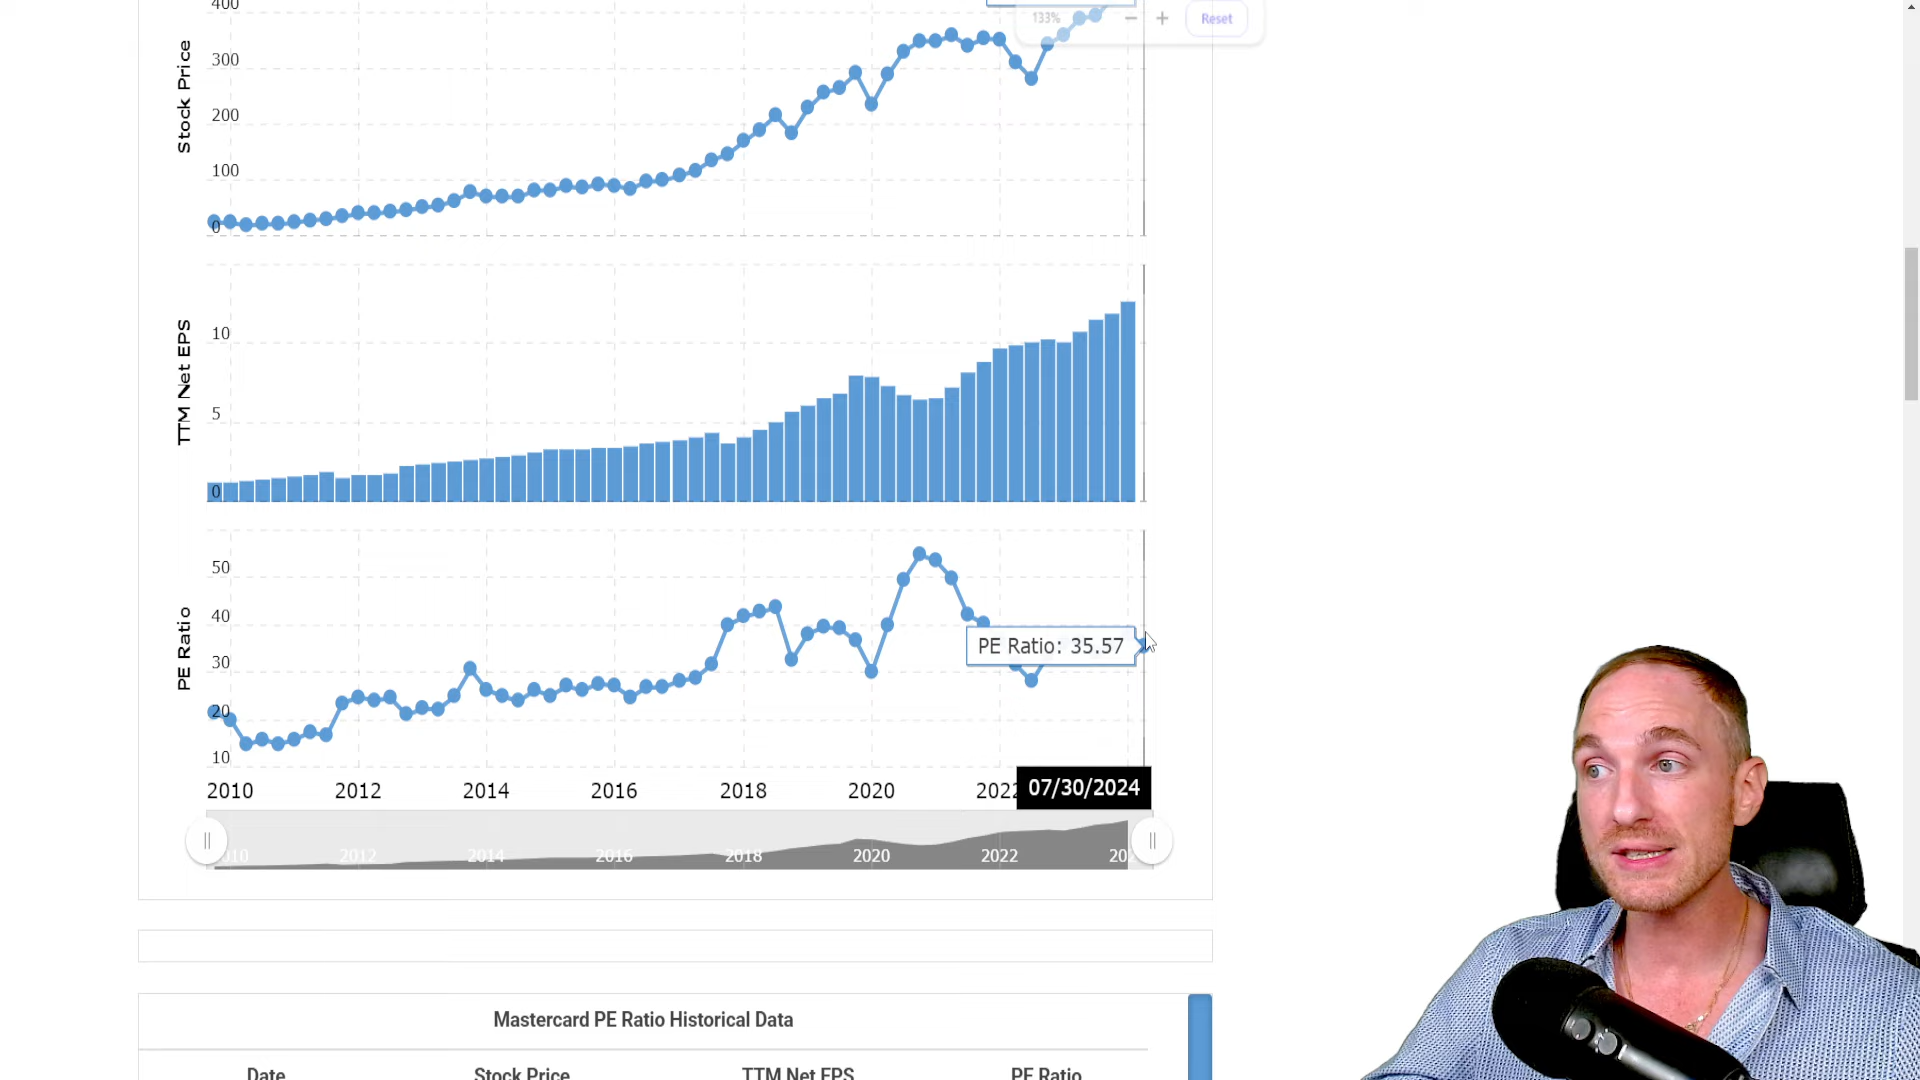 400
133% − + Reset
Stock Price
300
200
100
0
TTM Net EPS
10
5
0
PE Ratio
50
40
30
20
10
PE Ratio: 35.57
2010 2012 2014 2016 2018 2020 2022
07/30/2024
2012 2014 2016 2018 2020 2022
Mastercard PE Ratio Historical Data
Date Stock Price TTM Net EPS PE Ratio